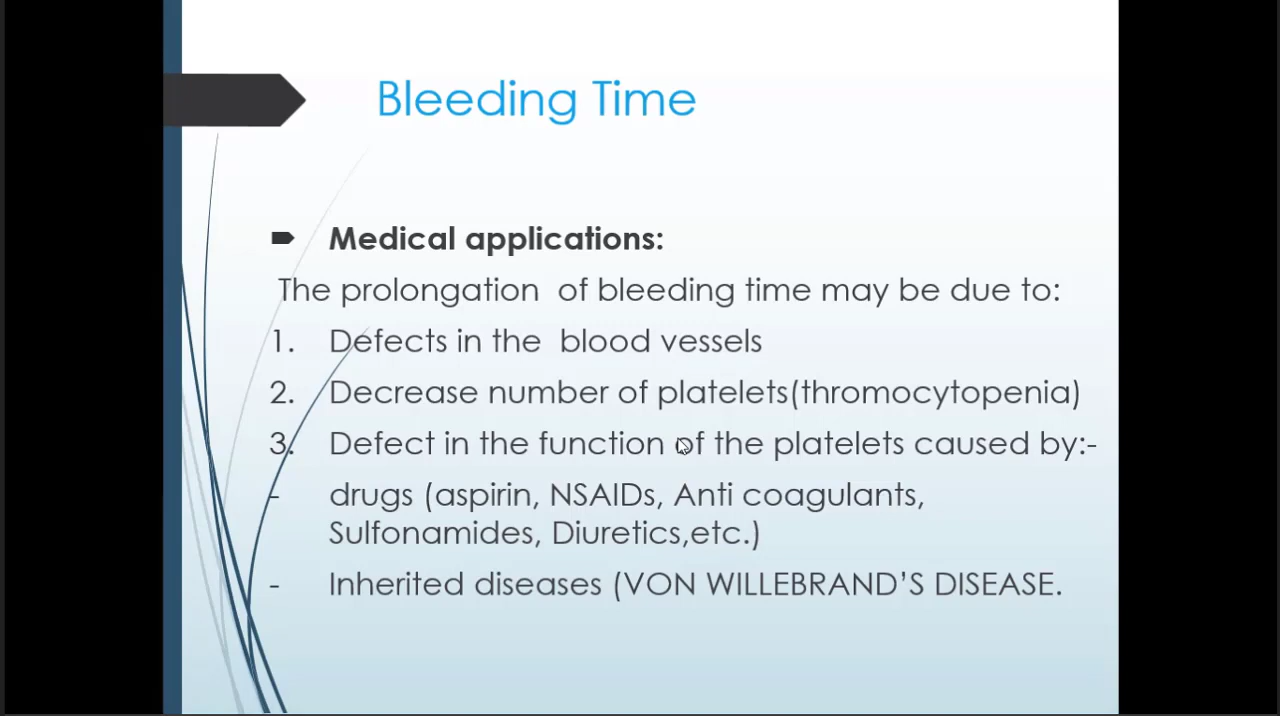 Bleeding Time
Medical applications:
The prolongation  of bleeding time may be due to:
1. Defects in the  blood vessels
2. Decrease number of platelets(thromocytopenia)
3. Defect in the function of the platelets caused by:-
- drugs (aspirin, NSAIDs, Anti coagulants,
Sulfonamides, Diuretics,etc.)
- Inherited diseases (VON WILLEBRAND’S DISEASE.